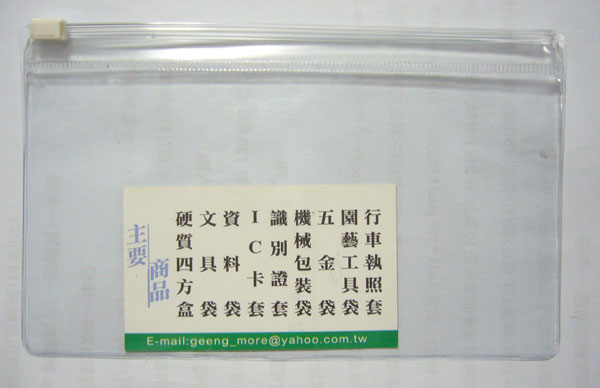 行車執照套
園藝工具袋
五金袋
機械包裝袋
識別證套
IC卡套
資料袋
文具袋
硬質四方盒
主要商品
E-mail:geeng_more@yahoo.com.tw